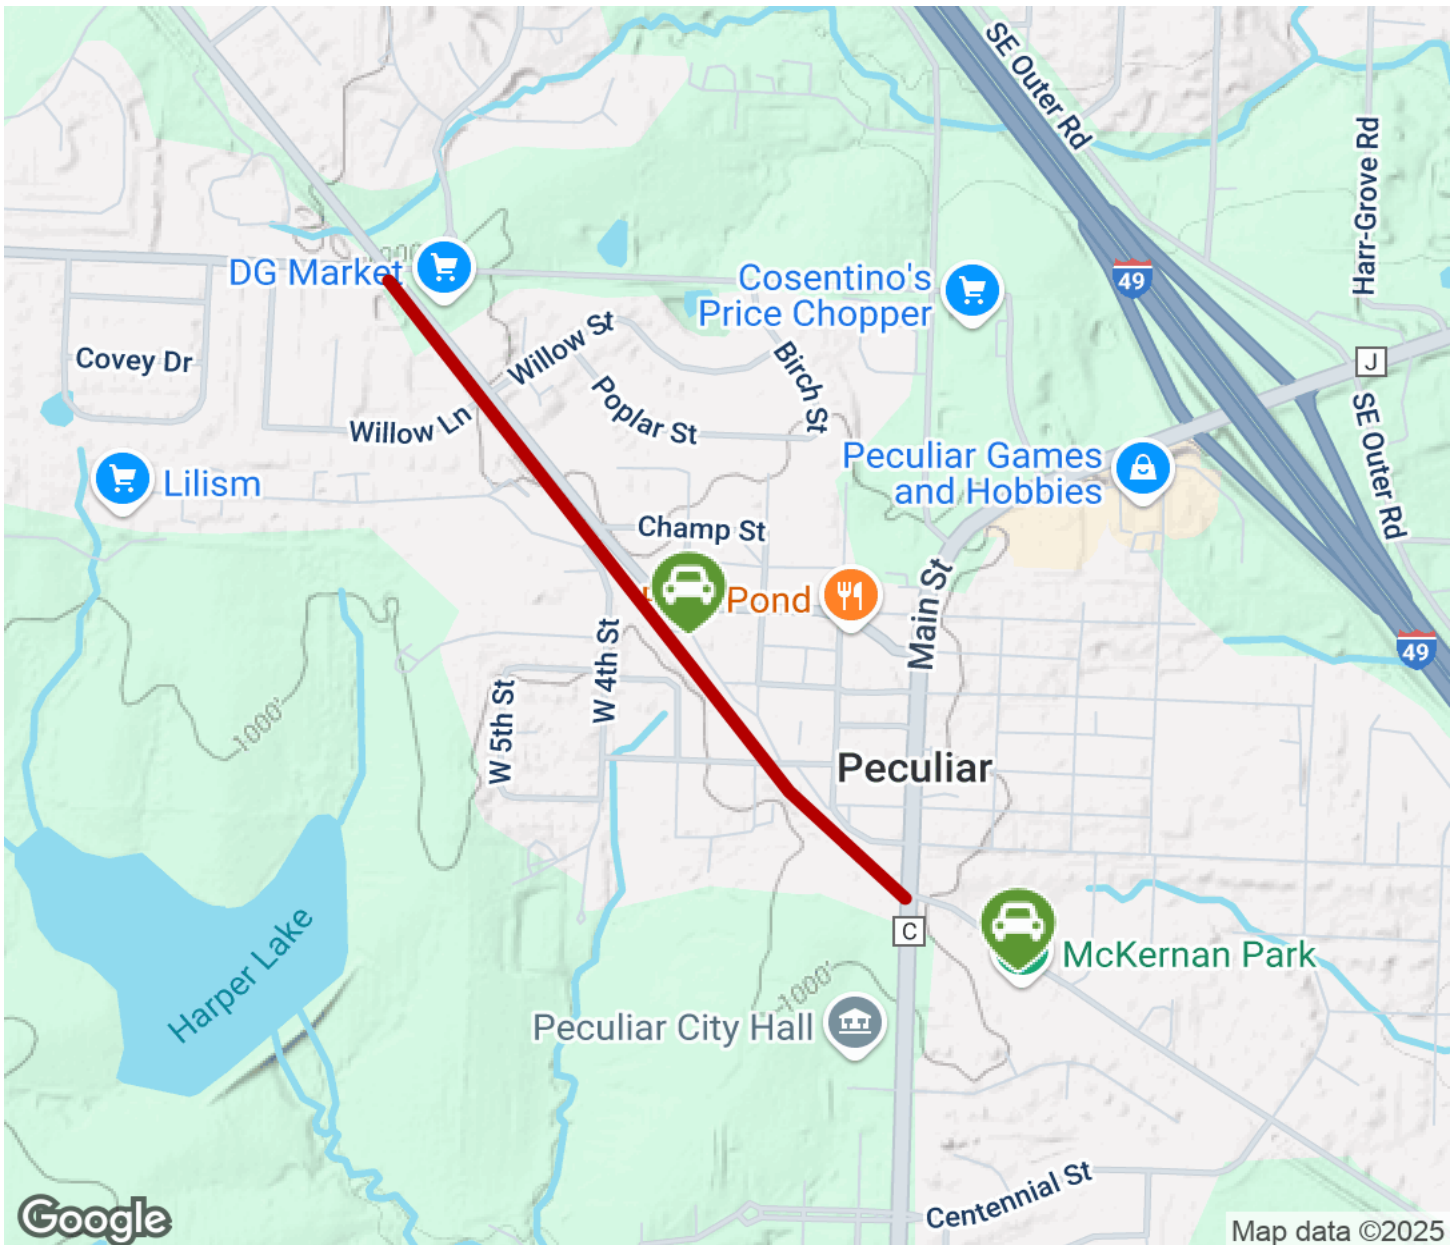 SE Outer Rd
Harr-Grove Rd
1000'
DG Market
Cosentino's
Price Chopper
49
Willow St
Covey Dr
Birch St
J
Poplar St
Willow Ln
SE Outer Rd
Peculiar Games
and Hobbies
Lilism
Champ St
Main St
Pond
W 4th St
49
W 5th St
1000'
Peculiar
Harper Lake
C
McKernan Park
1000'
Peculiar City Hall
Centennial St
Google
Map data ©2025